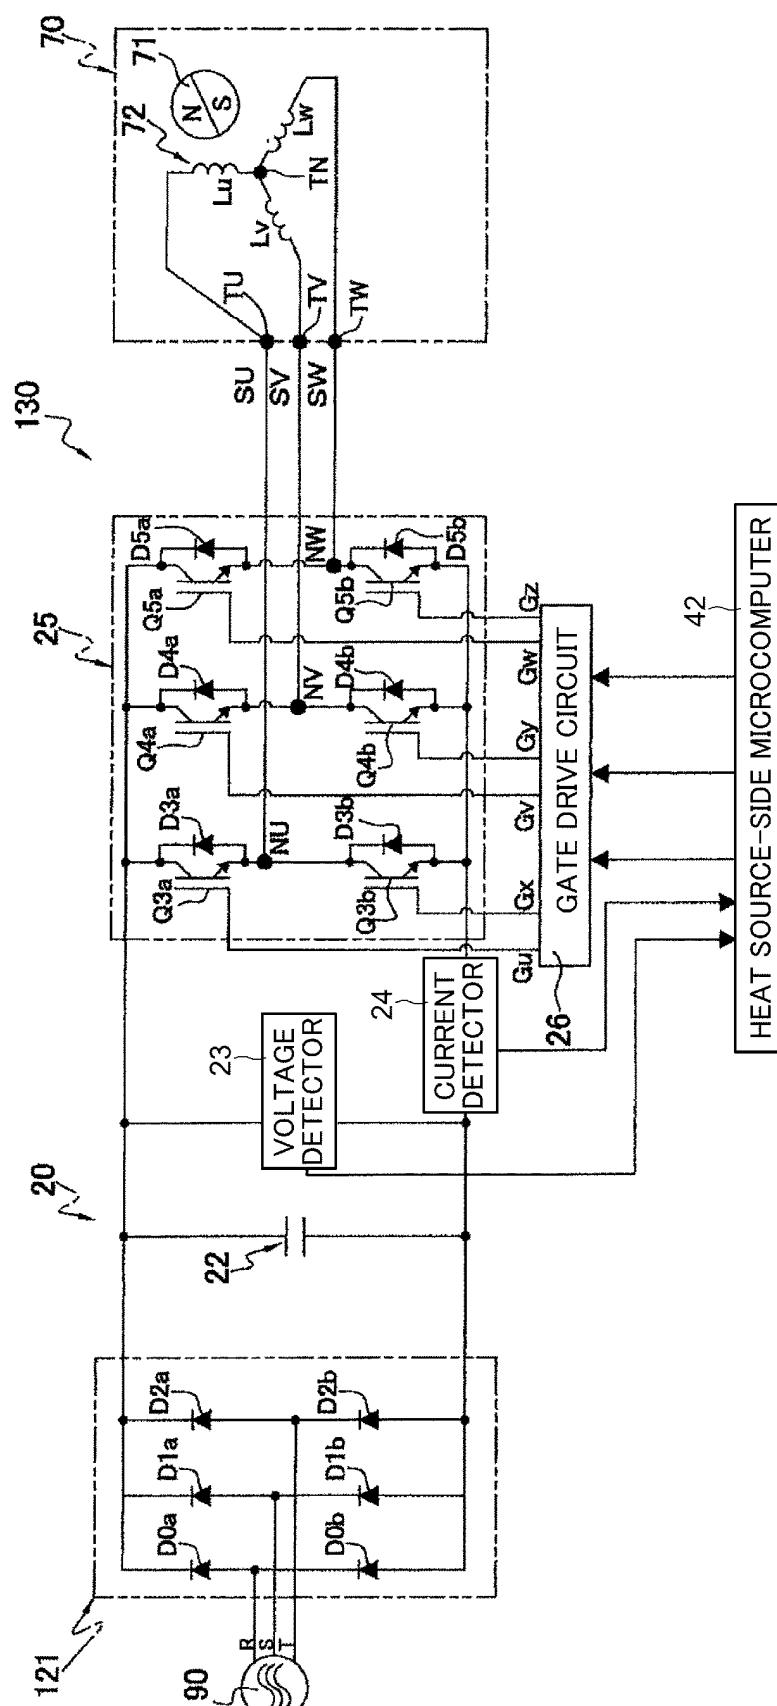 121
90
R
S
T
D0a
D1a
D2a
D0b
D1b
D2b
20
22
23
VOLTAGE
DETECTOR
24
CURRENT
DETECTOR
25
Q3a
D3a
Q4a
D4a
Q5a
D5a
NU
NV
NW
Q3b
D3b
Q4b
D4b
Q5b
D5b
Gu
Gx
Gv
Gy
Gw
Gz
26
GATE DRIVE CIRCUIT
42
HEAT SOURCE-SIDE MICROCOMPUTER
130
SU
SV
SW
TU
TV
TW
70
71
72
N
S
Lu
Lv
Lw
TN